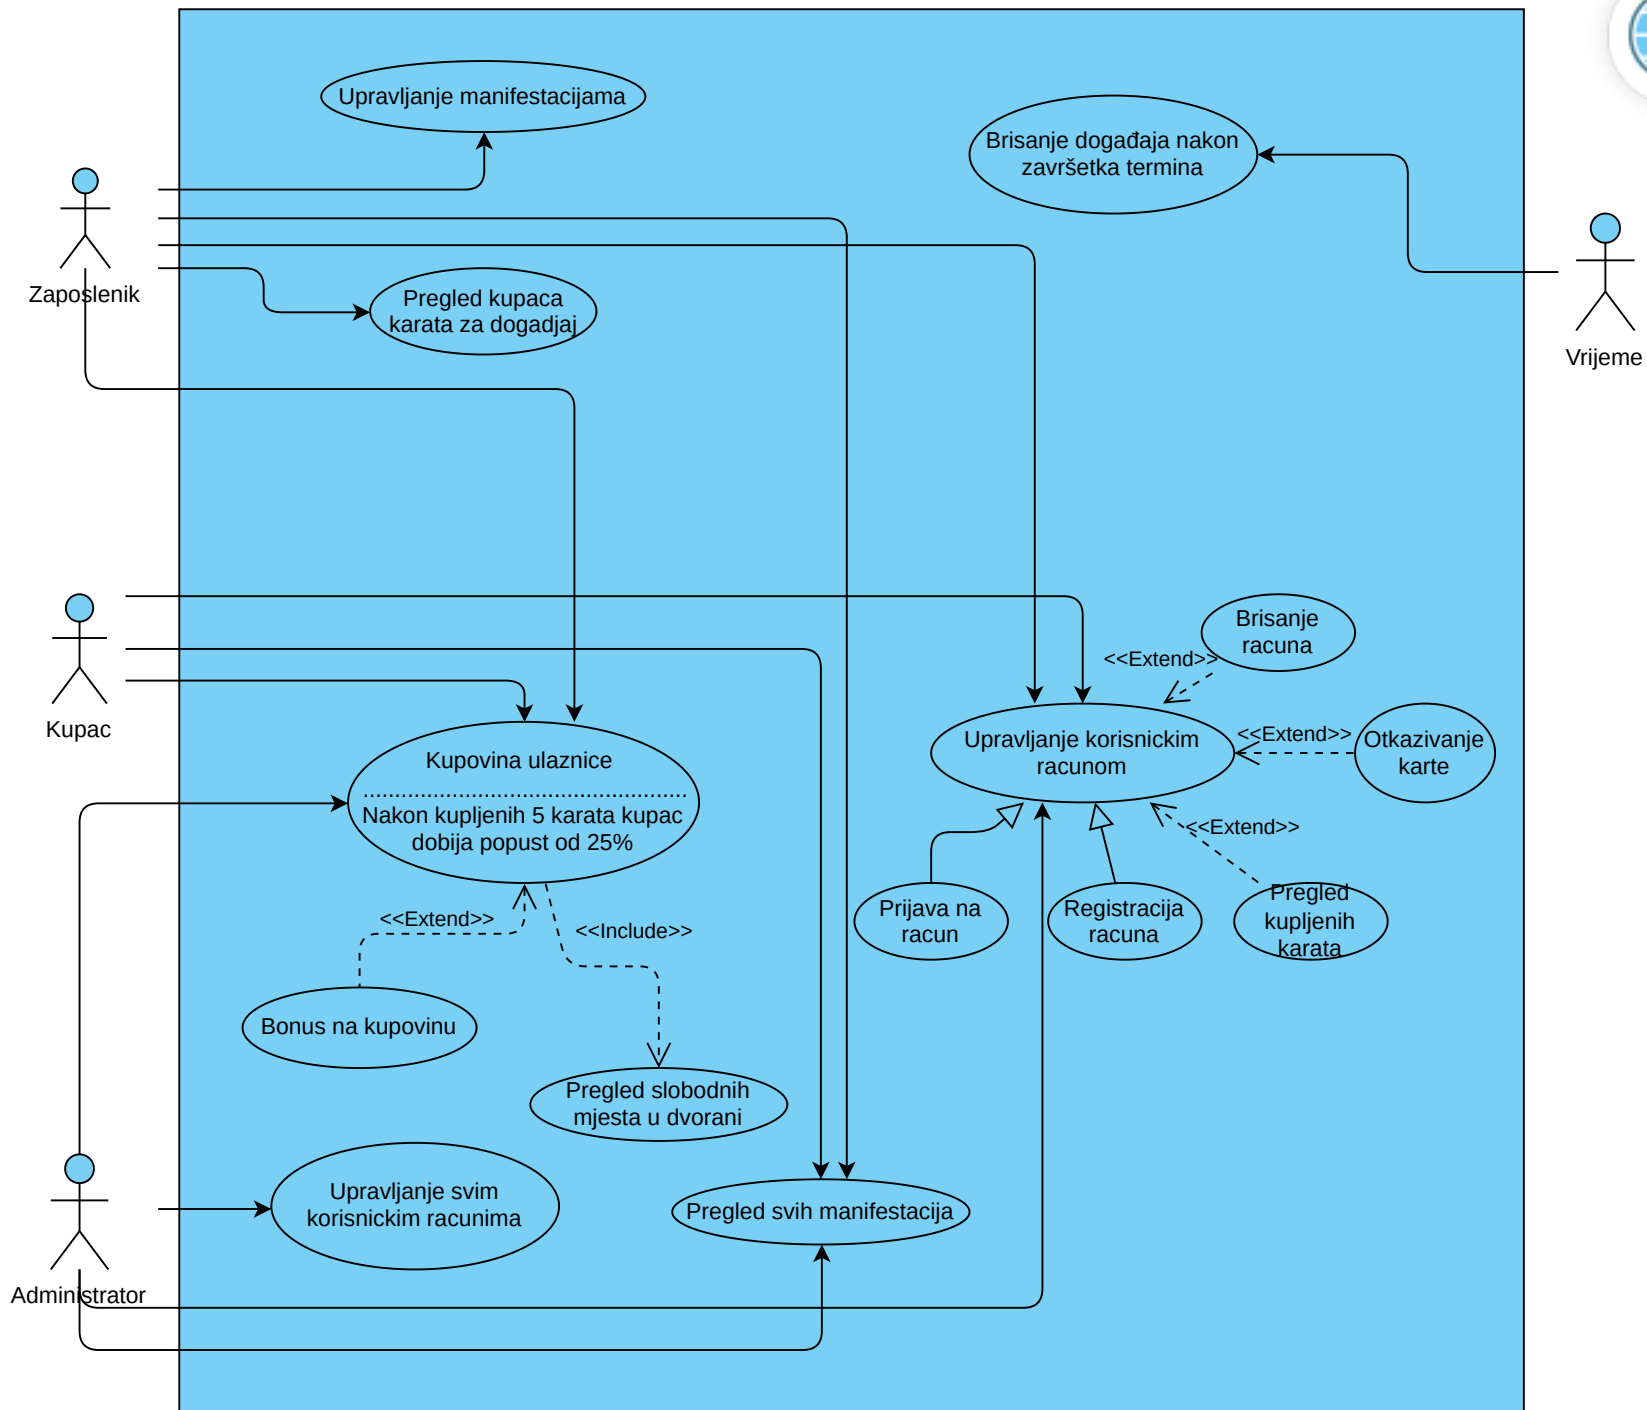 Upravljanje manifestacijama
Brisanje događaja nakon
završetka termina
Zaposlenik
Pregled kupaca
karata za dogadjaj
Vrijeme
Kupac
Brisanje
racuna
<<Extend>>
Upravljanje korisnickim
racunom
<<Extend>>
Otkazivanje
karte
Kupovina ulaznice
Nakon kupljenih 5 karata kupac
dobija popust od 25%
<<Extend>>
Prijava na
racun
Registracija
racuna
Pregled
kupljenih
karata
<<Extend>>
<<Include>>
Bonus na kupovinu
Pregled slobodnih
mjesta u dvorani
Upravljanje svim
korisnickim racunima
Pregled svih manifestacija
Administrator